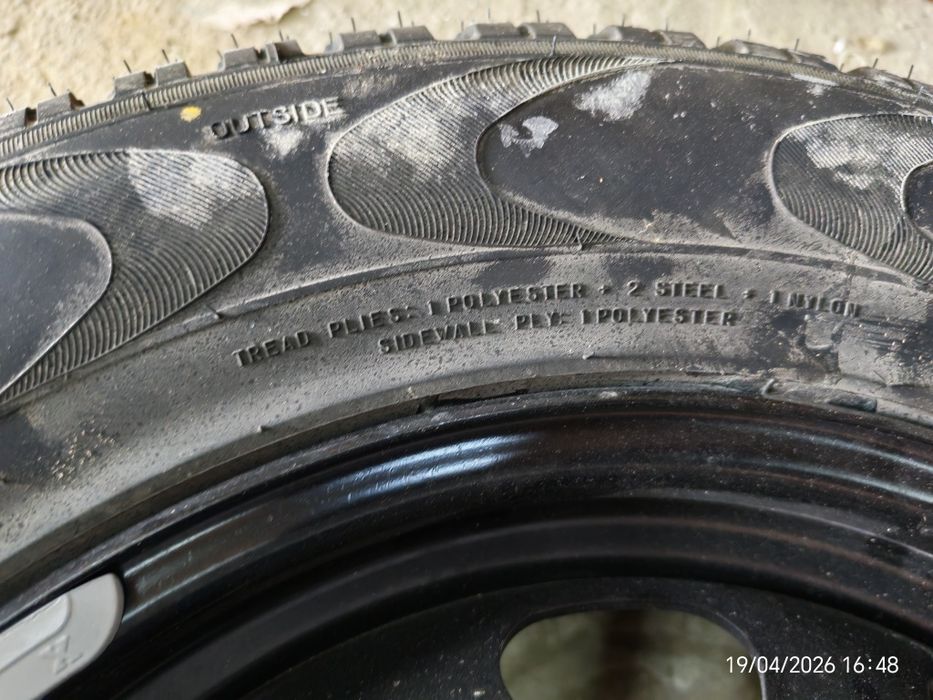 OUTSIDE
TREAD PLIES: 1 POLYESTER + 2 STEEL + 1 NYLON
SIDEWALL PLY: 1 POLYESTER
19/04/2026 16:48